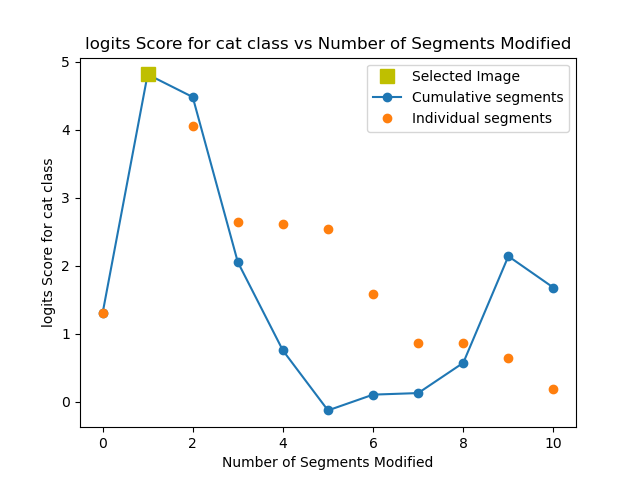 logits Score for cat class vs Number of Segments Modified
Selected Image
Cumulative segments
Individual segments
logits Score for cat class
5
4
3
2
1
0
0 2 4 6 8 10
Number of Segments Modified